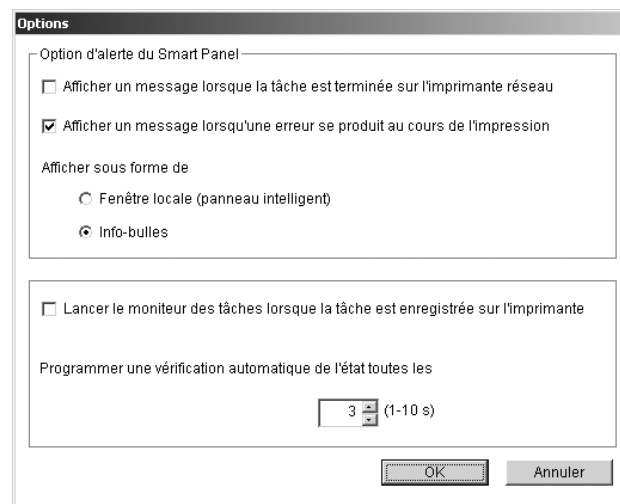 Options
Option d'alerte du Smart Panel
Afficher un message lorsque la tâche est terminée sur l'imprimante réseau
Afficher un message lorsqu'une erreur se produit au cours de l'impression
Afficher sous forme de
Fenêtre locale (panneau intelligent)
Info-bulles
Lancer le moniteur des tâches lorsque la tâche est enregistrée sur l'imprimante
Programmer une vérification automatique de l'état toutes les
3 (1-10 s)
OK Annuler